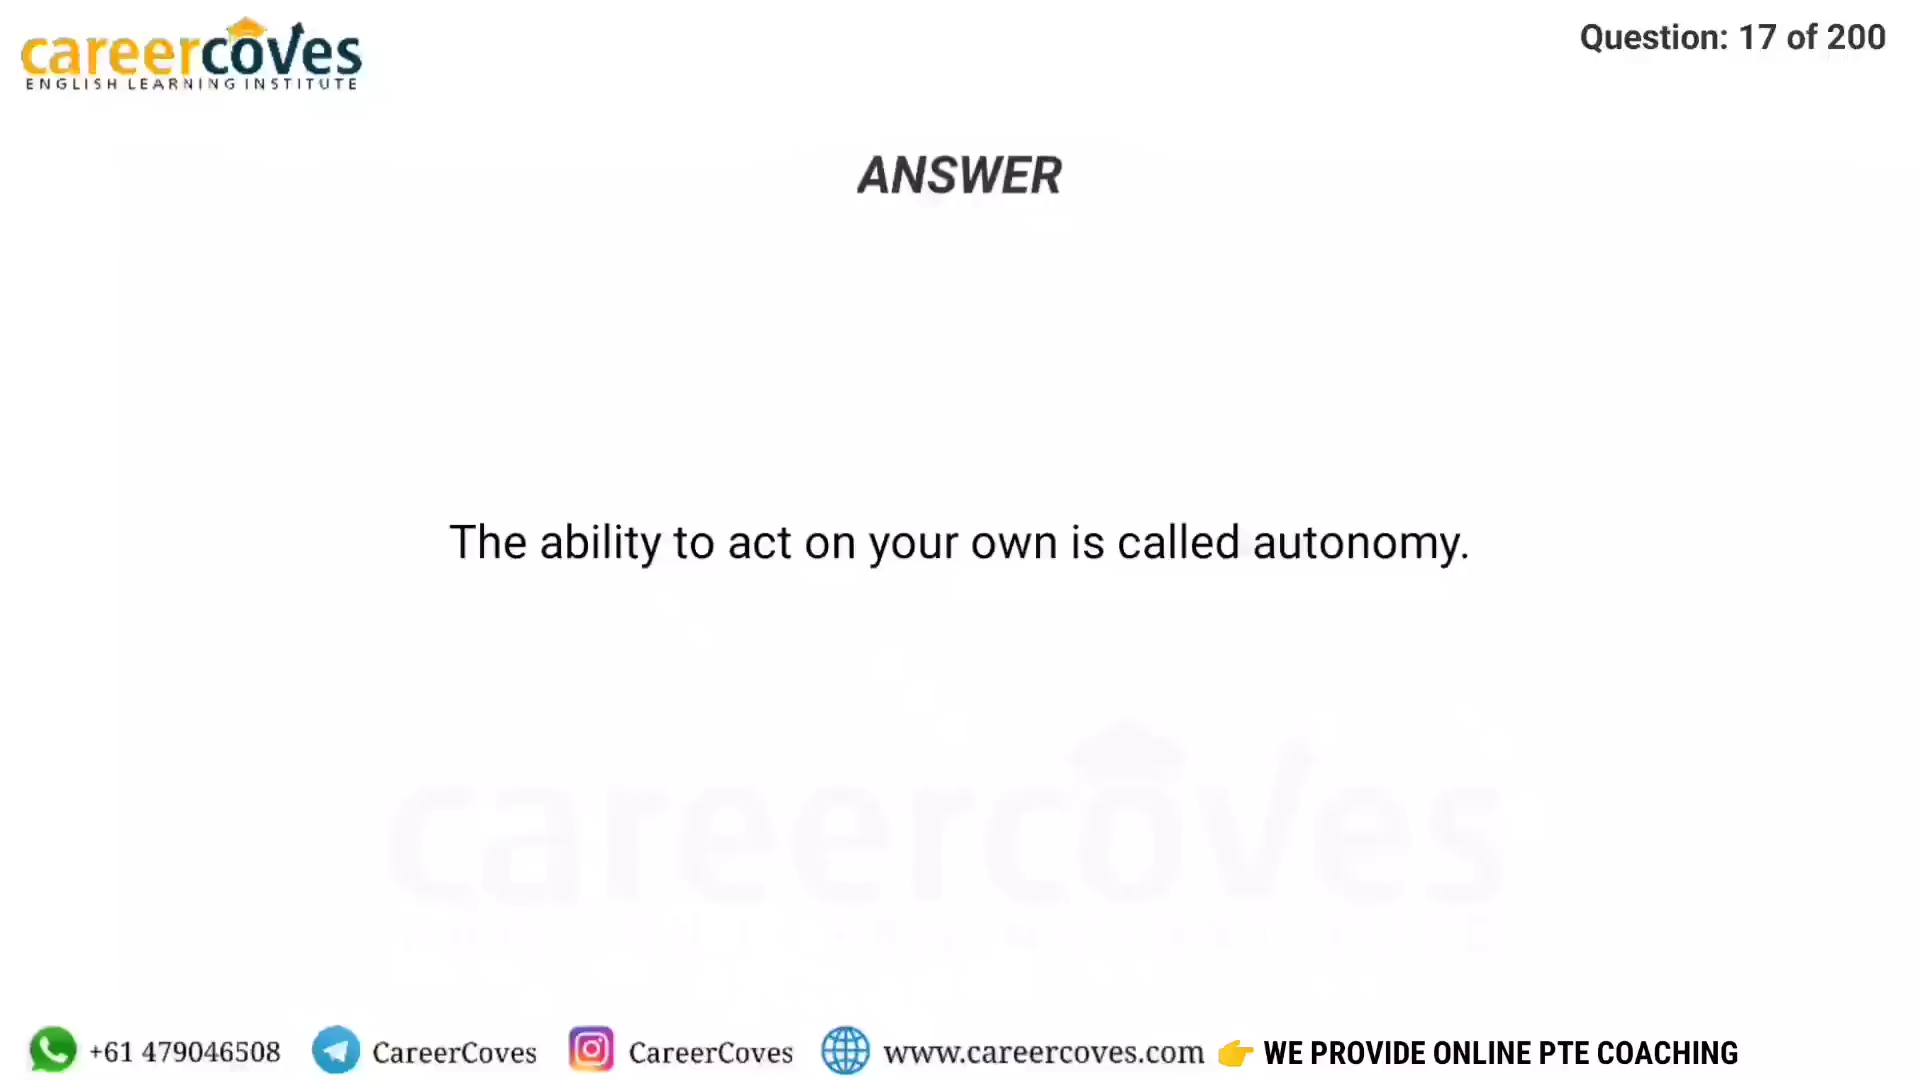 careercoves
ENGLISH LEARNING INSTITUTE
Question: 17 of 200
ANSWER
The ability to act on your own is called autonomy.
careercoves
+61 479046508 CareerCoves CareerCoves www.careercoves.com 👉 WE PROVIDE ONLINE PTE COACHING